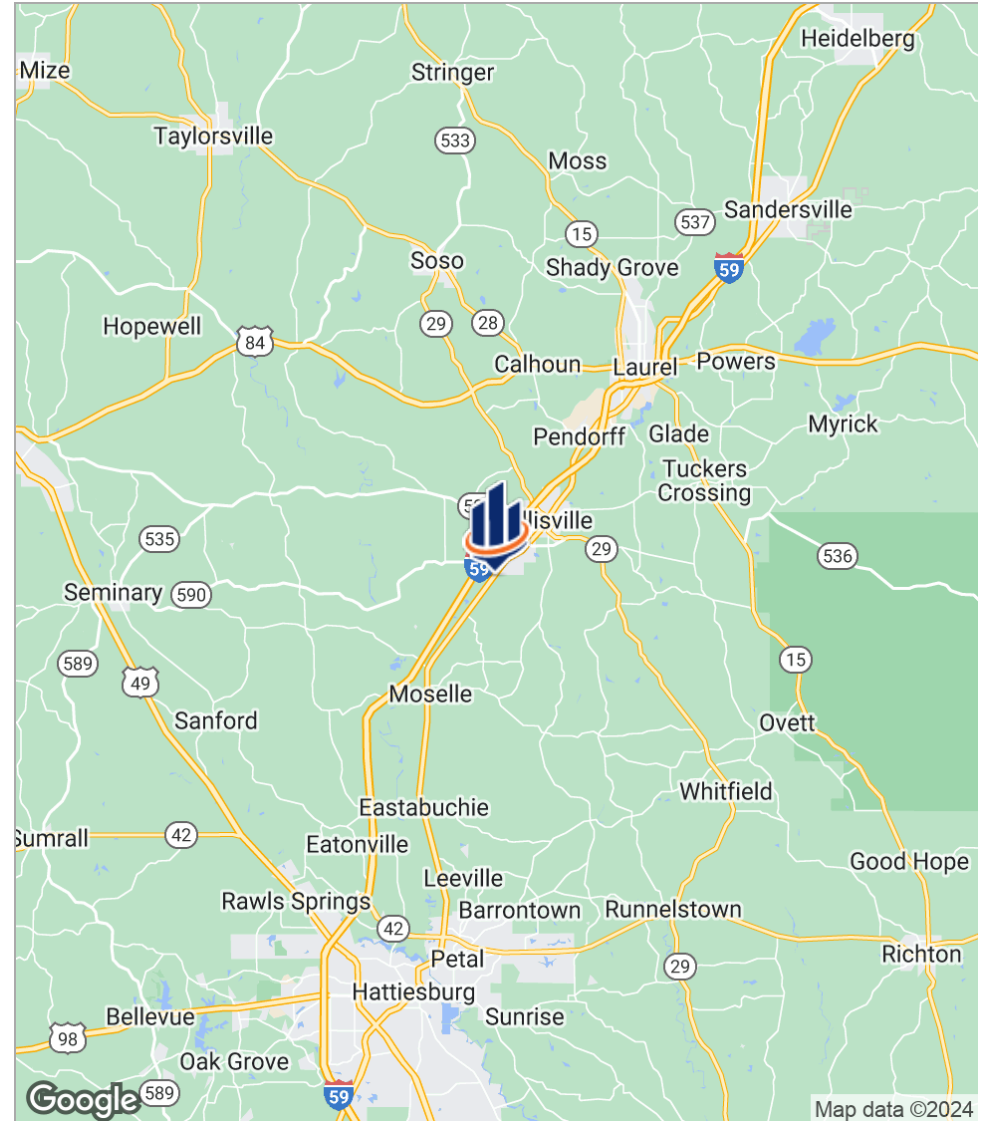 Heidelberg
Mize
Stringer
Taylorsville
533
Moss
Sandersville
537
15
Soso
Shady Grove
59
Hopewell
29
28
84
Calhoun
Laurel
Powers
Myrick
Pendorff
Glade
Tuckers
Crossing
llisville
535
29
536
59
Seminary
590
589
15
49
Moselle
Sanford
Ovett
Whitfield
Eastabuchie
Sumrall
42
Eatonville
Good Hope
Leeville
Rawls Springs
Barrontown
Runnelstown
42
Richton
Petal
29
Hattiesburg
Bellevue
Sunrise
98
Oak Grove
Google
589
59
Map data ©2024